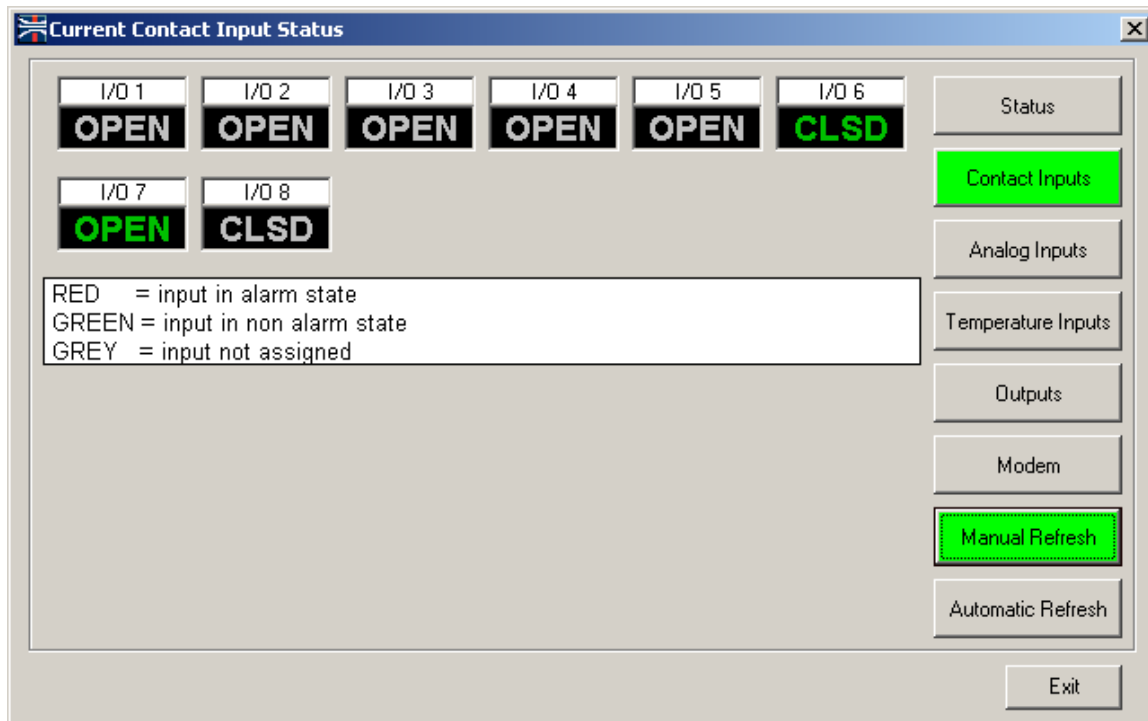 Current Contact Input Status
I/O 1 I/O 2 I/O 3 I/O 4 I/O 5 I/O 6
OPEN OPEN OPEN OPEN OPEN CLSD
I/O 7 I/O 8
OPEN CLSD
RED = input in alarm state
GREEN = input in non alarm state
GREY = input not assigned
Status
Contact Inputs
Analog Inputs
Temperature Inputs
Outputs
Modem
Manual Refresh
Automatic Refresh
Exit